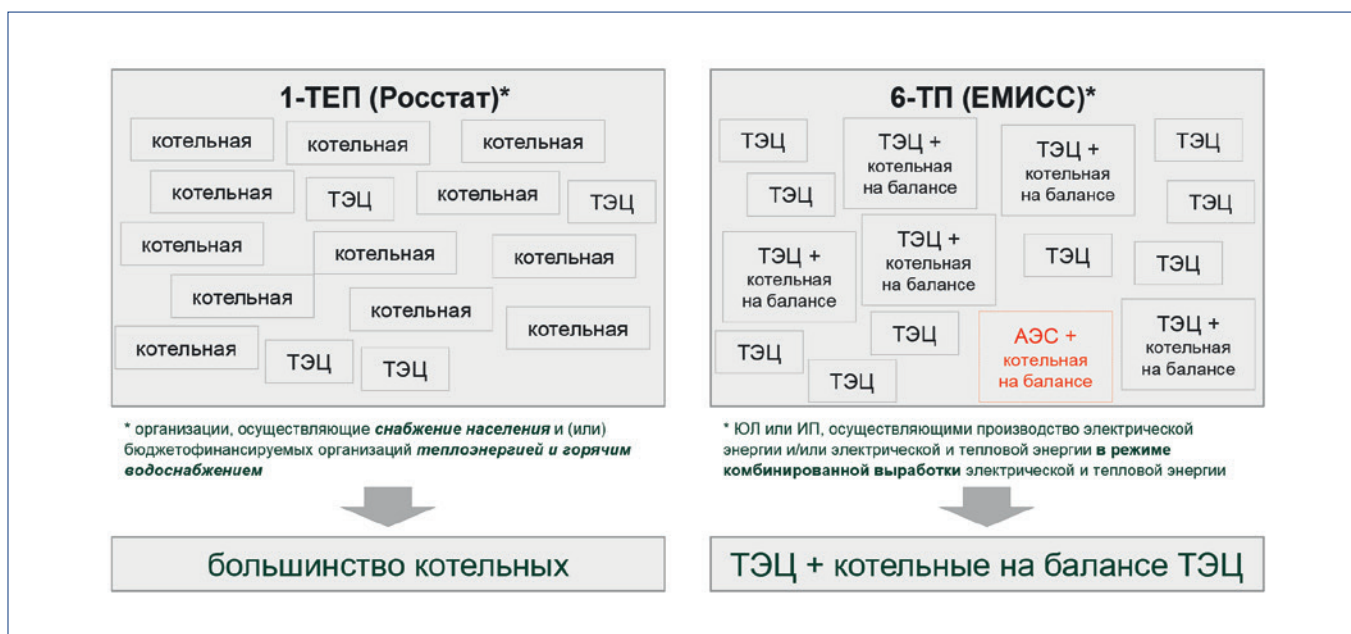 1-ТЕП (Росстат)*
котельная
котельная
котельная
котельная
ТЭЦ
котельная
ТЭЦ
котельная
котельная
котельная
котельная
котельная
котельная
котельная
ТЭЦ
ТЭЦ
* организации, осуществляющие снабжение населения и (или)
бюджетофинансируемых организаций теплоэнергией и горячим
водоснабжением
большинство котельных
6-ТП (ЕМИСС)*
ТЭЦ
ТЭЦ +
котельная
на балансе
ТЭЦ +
котельная
на балансе
ТЭЦ
ТЭЦ
ТЭЦ
ТЭЦ +
котельная
на балансе
ТЭЦ +
котельная
на балансе
ТЭЦ
ТЭЦ
ТЭЦ
ТЭЦ
ТЭЦ
АЭС +
котельная
на балансе
ТЭЦ +
котельная
на балансе
* ЮЛ или ИП, осуществляющими производство электрической
энергии и/или электрической и тепловой энергии в режиме
комбинированной выработки электрической и тепловой энергии
ТЭЦ + котельные на балансе ТЭЦ